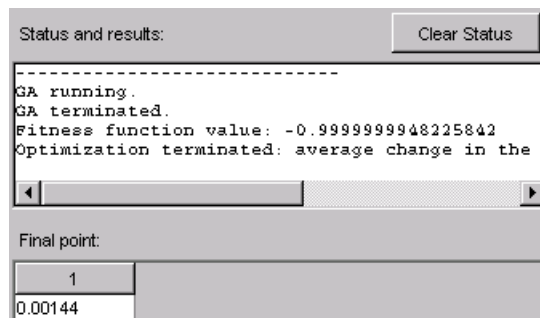 Status and results:
Clear Status
------------------------------
GA running.
GA terminated.
Fitness function value: -0.9999999948225842
Optimization terminated: average change in the
Final point:
1
0.00144